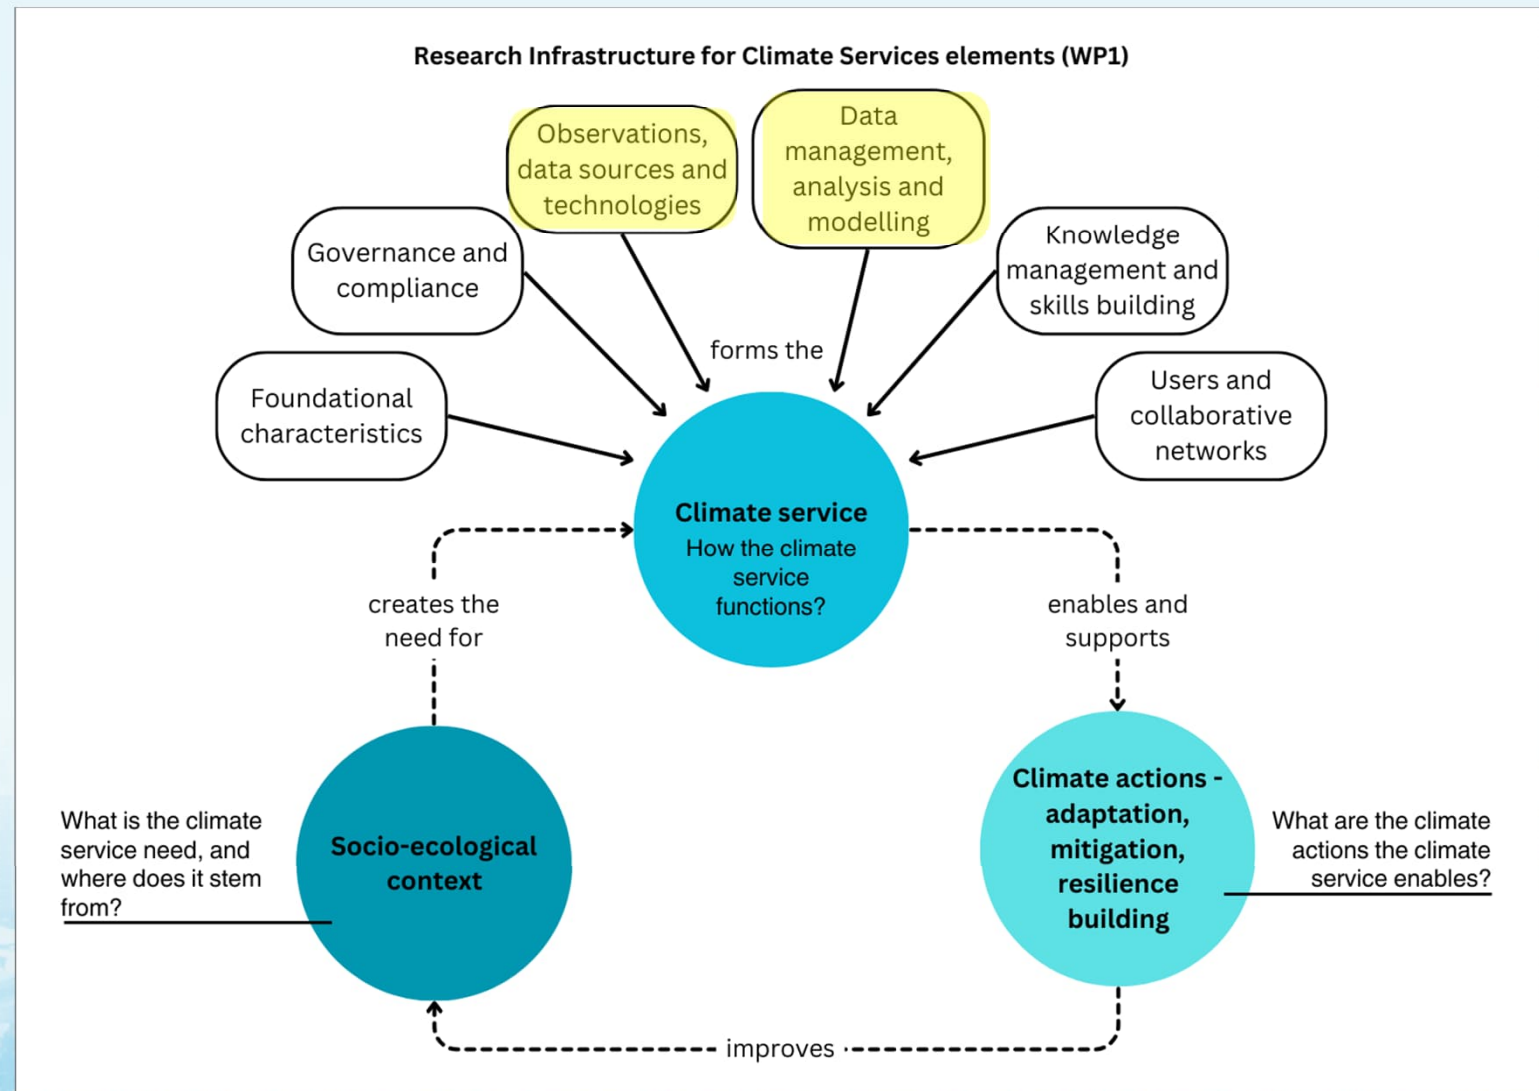 Research Infrastructure for Climate Services elements (WP1)
Observations,
data sources and
technologies
Data
management,
analysis and
modelling
Governance and
compliance
Knowledge
management and
skills building
Foundational
characteristics
Users and
collaborative
networks
forms the
Climate service
How the climate
service
functions?
creates the
need for
enables and
supports
What is the climate
service need, and
where does it stem
from?
Socio-ecological
context
Climate actions -
adaptation,
mitigation,
resilience
building
What are the climate
actions the climate
service enables?
improves